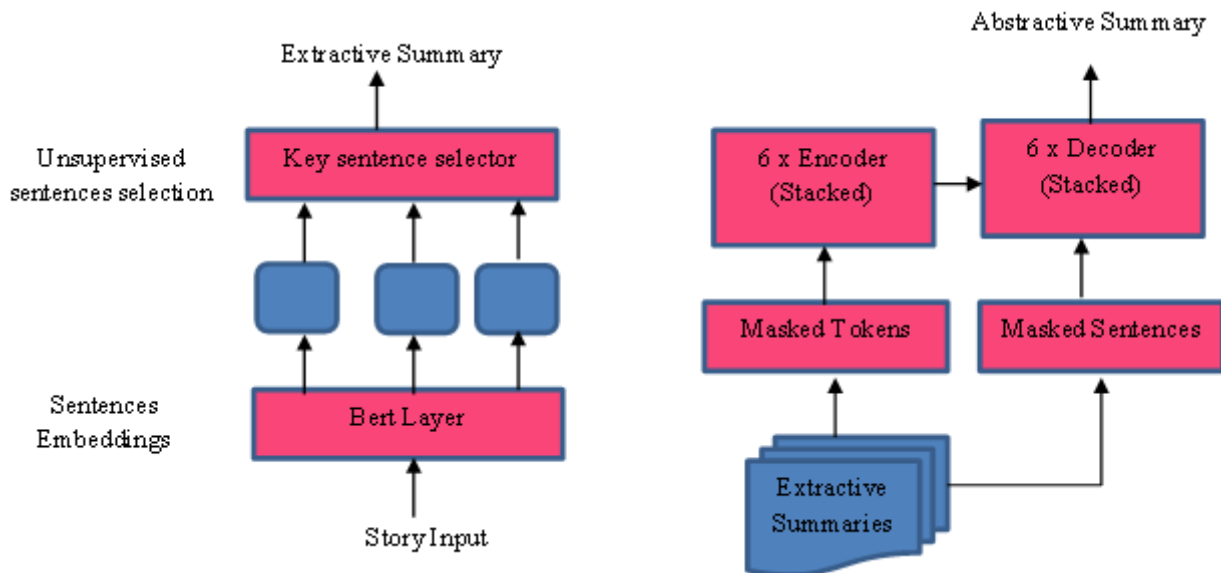 Extractive Summary
Unsupervised
sentences selection
Key sentence selector
Sentences
Embeddings
Bert Layer
Story Input
Abstractive Summary
6 x Encoder
(Stacked)
6 x Decoder
(Stacked)
Masked Tokens
Masked Sentences
Extractive
Summaries